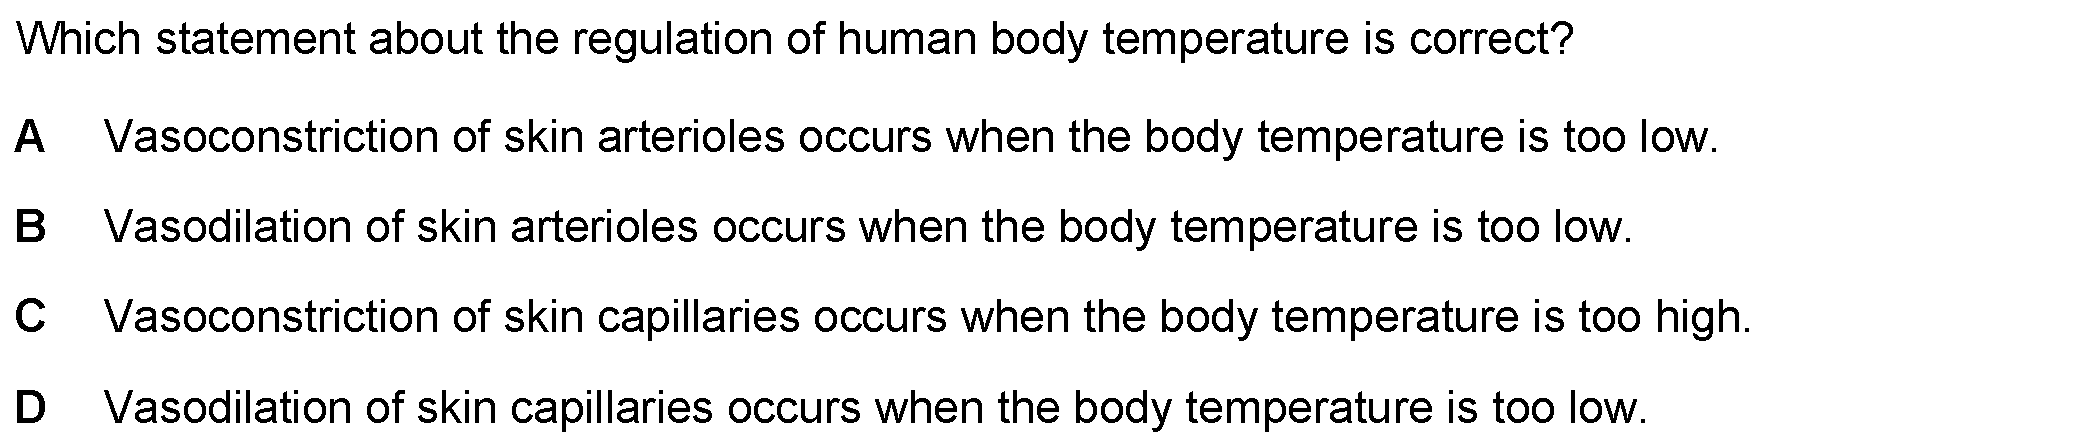 Which statement about the regulation of human body temperature is correct?
A Vasoconstriction of skin arterioles occurs when the body temperature is too low.
B Vasodilation of skin arterioles occurs when the body temperature is too low.
C Vasoconstriction of skin capillaries occurs when the body temperature is too high.
D Vasodilation of skin capillaries occurs when the body temperature is too low.